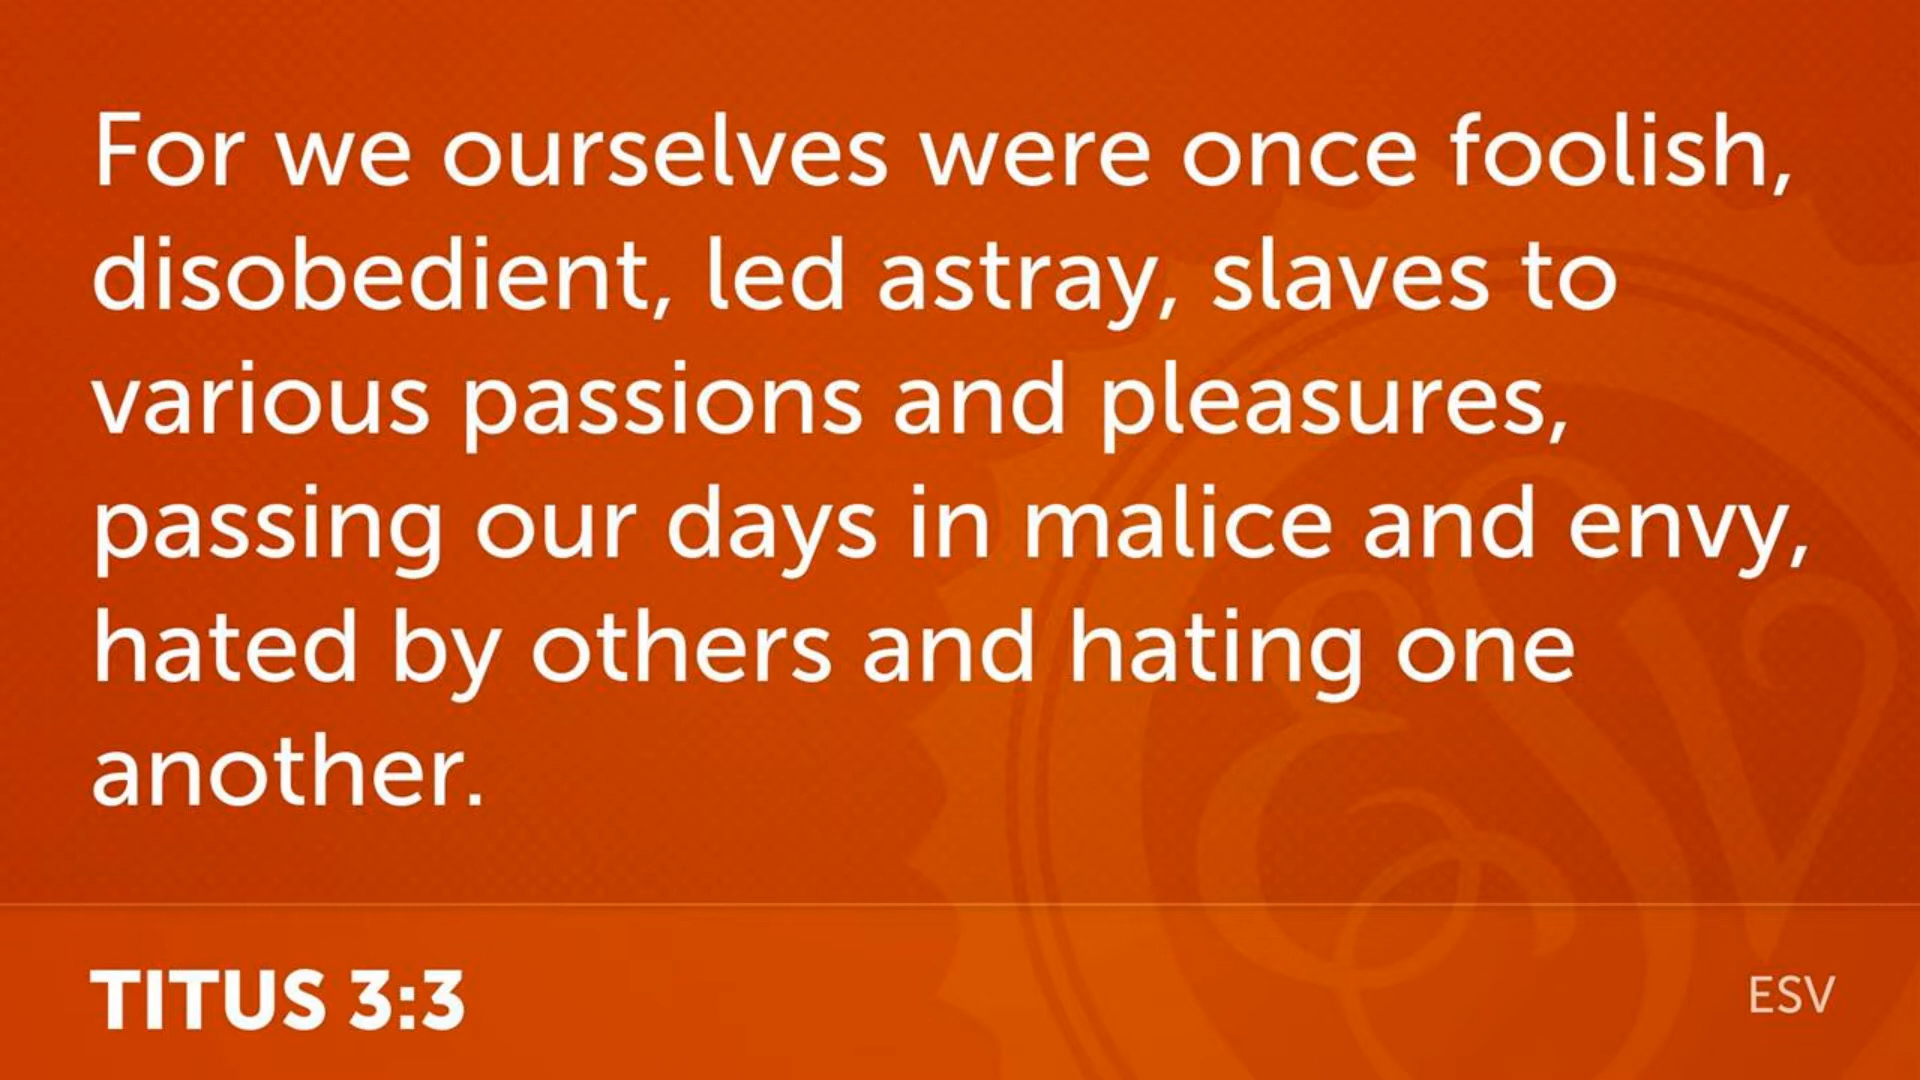 For we ourselves were once foolish,
disobedient, led astray, slaves to
various passions and pleasures,
passing our days in malice and envy,
hated by others and hating one
another.
TITUS 3:3
ESV
ESV